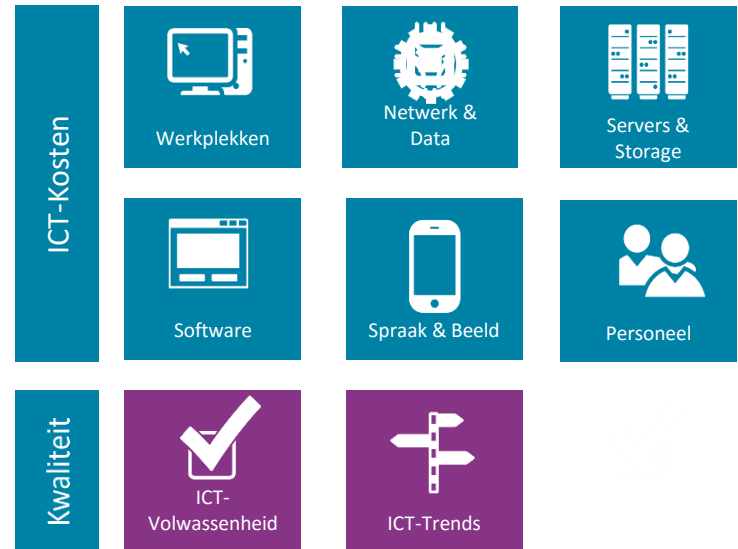 ICT-Kosten
Werkplekken
Netwerk &
Data
Servers &
Storage
Software
Spraak & Beeld
Personeel
Kwaliteit
ICT-
Volwassenheid
ICT-Trends